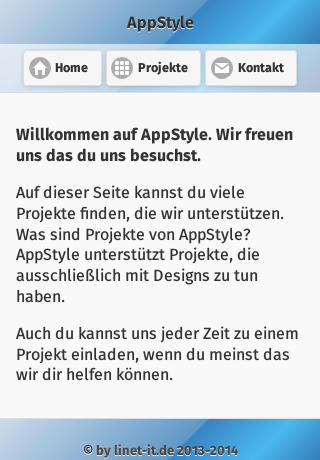 AppStyle
Home Projekte Kontakt
Willkommen auf AppStyle. Wir freuen
uns das du uns besuchst.
Auf dieser Seite kannst du viele
Projekte finden, die wir unterstützen.
Was sind Projekte von AppStyle?
AppStyle unterstützt Projekte, die
ausschließlich mit Designs zu tun
haben.
Auch du kannst uns jeder Zeit zu einem
Projekt einladen, wenn du meinst das
wir dir helfen können.
© by linet-it.de 2013-2014